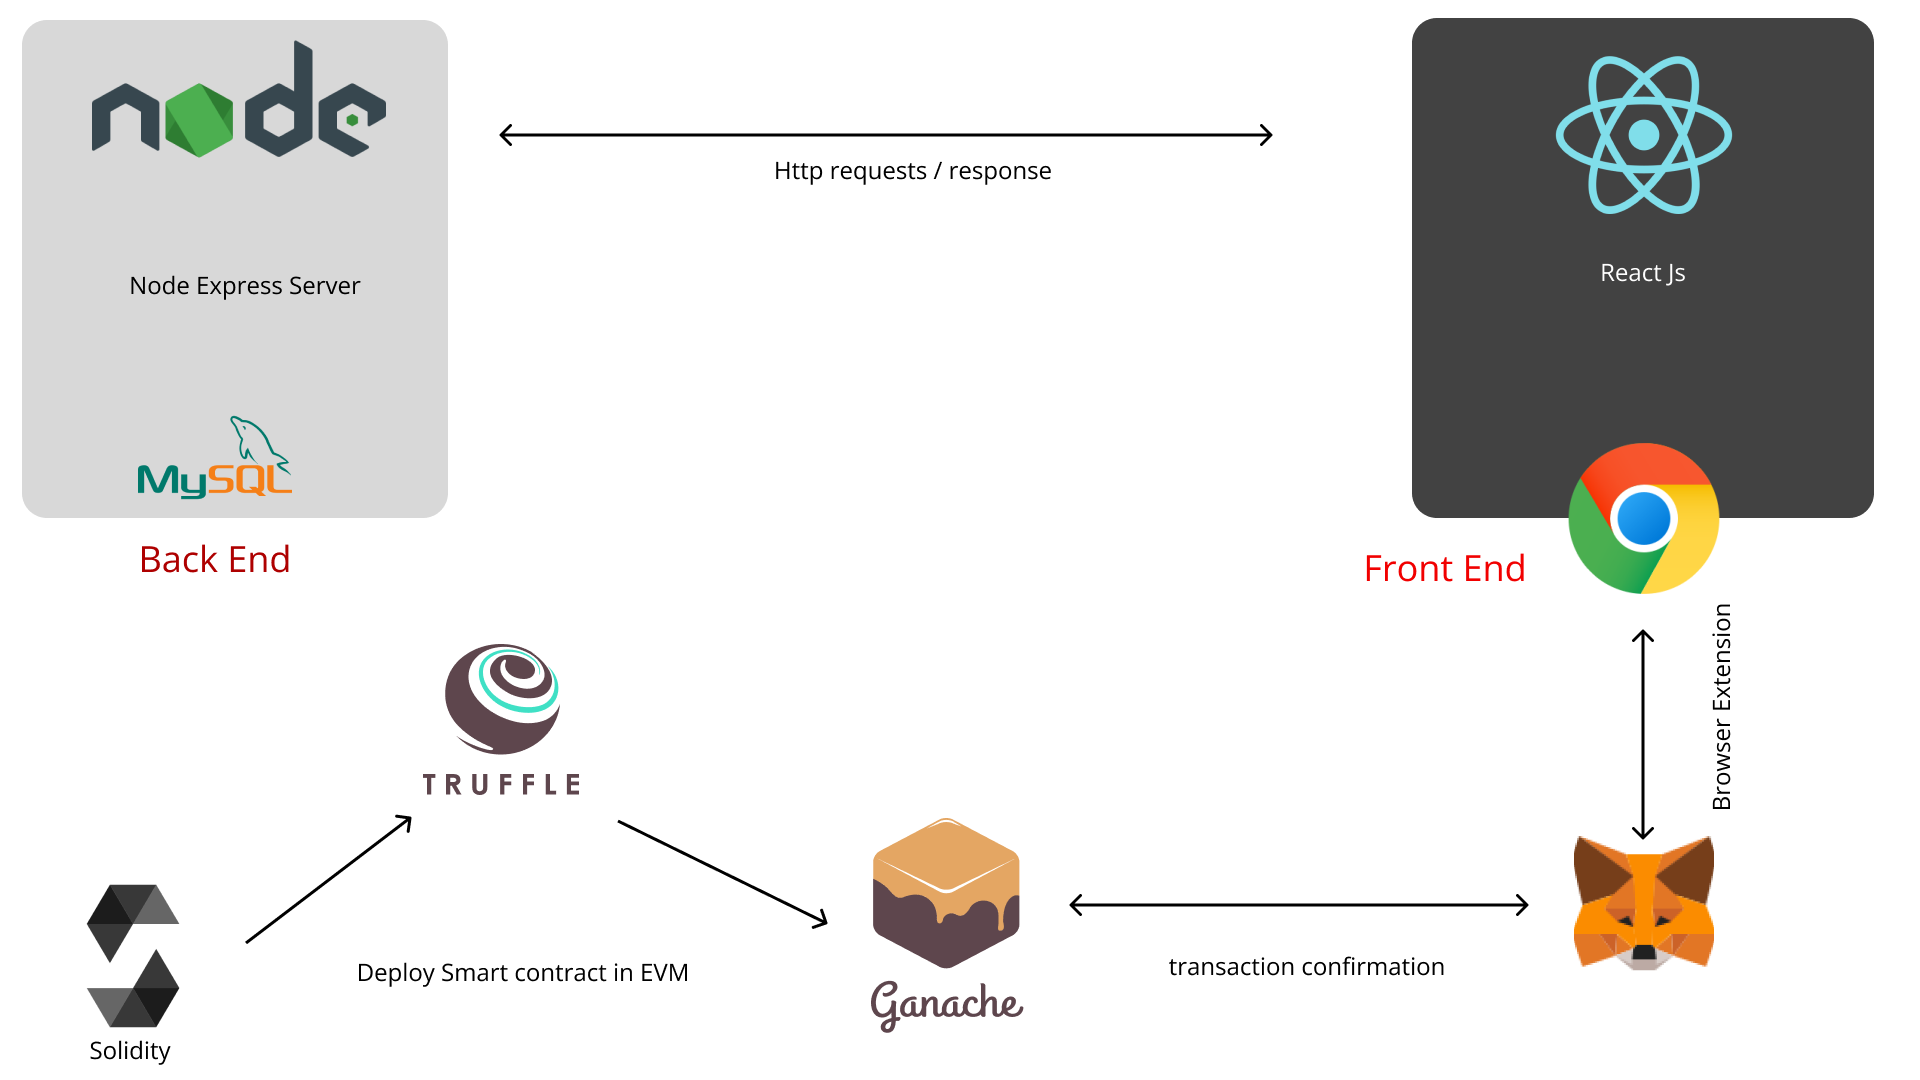 node
Http requests / response
Node Express Server
React Js
MySQL
Back End
Front End
Browser Extension
TRUFFLE
Deploy Smart contract in EVM
transaction confirmation
Ganache
Solidity